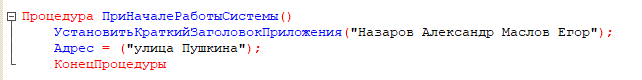 Процедура ПриНачалеРаботыСистемы()
УстановитьКраткийЗаголовокПриложения("Назаров Александр Маслов Егор");
Адрес = ("улица Пушкина");
КонецПроцедуры